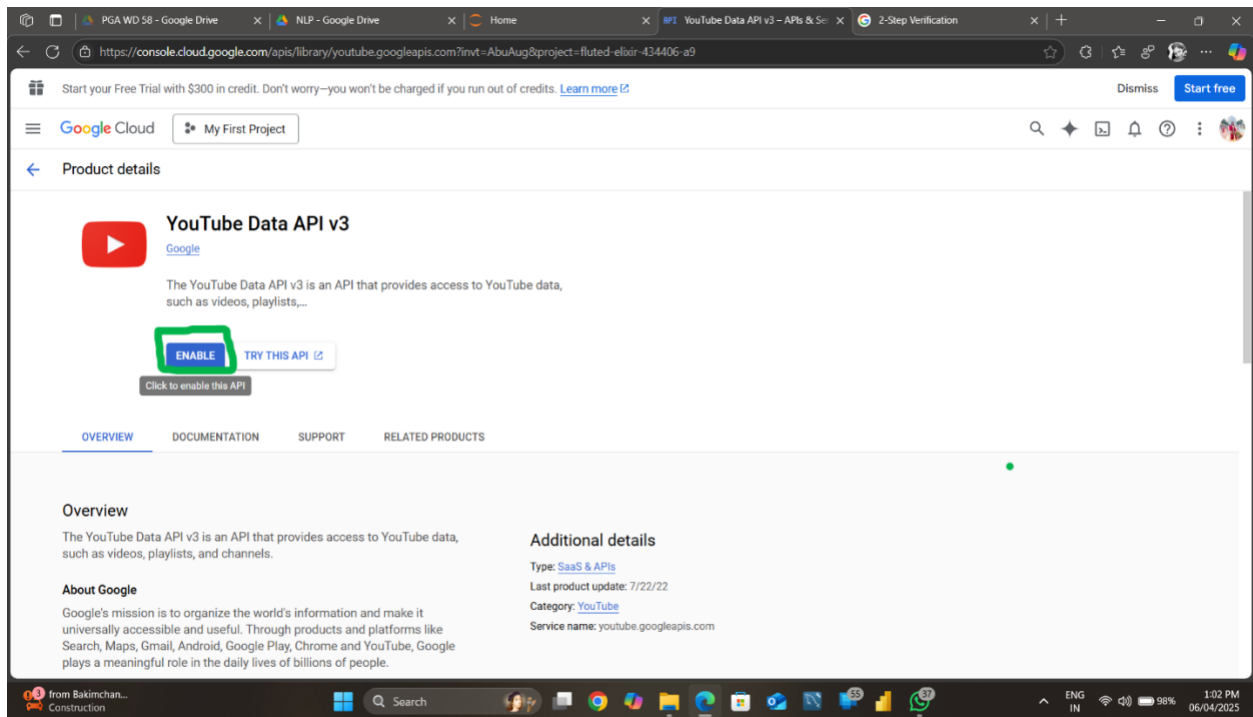 PGA WD 58 - Google Drive
NLP - Google Drive
Home
API YouTube Data API v3 – APIs & Ser
2-Step Verification
https://console.cloud.google.com/apis/library/youtube.googleapis.com?invt=AbuAug&project=fluted-elixir-434406-a9
Start your Free Trial with $300 in credit. Don't worry—you won't be charged if you run out of credits. Learn more
Dismiss
Start free
Google Cloud
My First Project
Product details
YouTube Data API v3
Google
The YouTube Data API v3 is an API that provides access to YouTube data,
such as videos, playlists,...
ENABLE
TRY THIS API
Click to enable this API
OVERVIEW
DOCUMENTATION
SUPPORT
RELATED PRODUCTS
Overview
The YouTube Data API v3 is an API that provides access to YouTube data,
such as videos, playlists, and channels.
About Google
Google's mission is to organize the world's information and make it
universally accessible and useful. Through products and platforms like
Search, Maps, Gmail, Android, Google Play, Chrome and YouTube, Google
plays a meaningful role in the daily lives of billions of people.
Additional details
Type: SaaS & APIs
Last product update: 7/22/22
Category: YouTube
Service name: youtube.googleapis.com
3
from Bakimchan...
Construction
Search
55
37
ENG
IN
98%
1:02 PM
06/04/2025